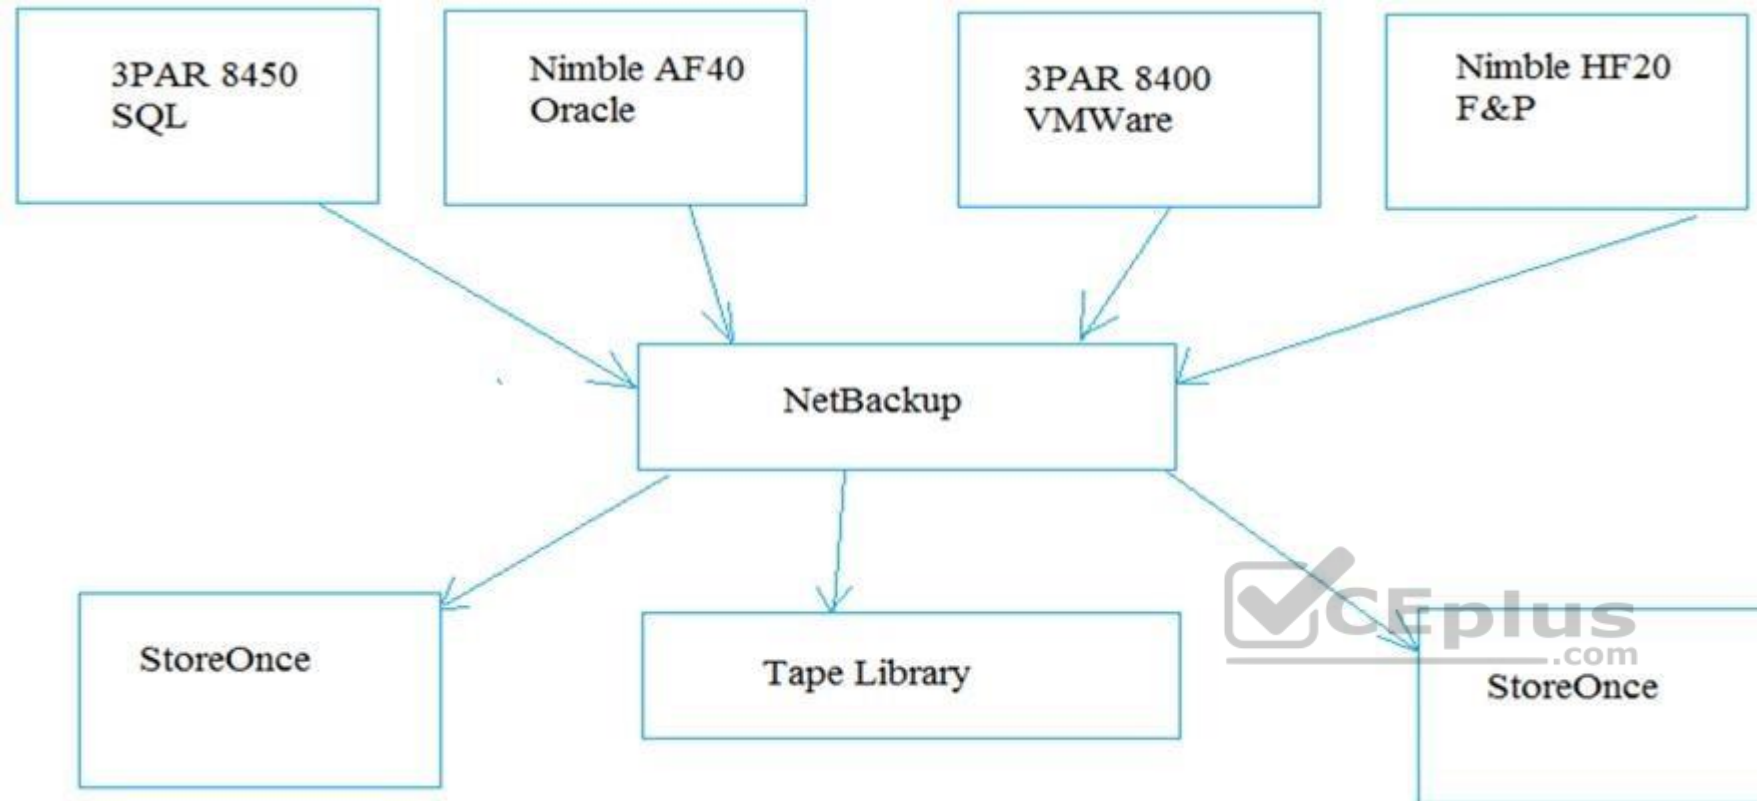 3PAR 8450
SQL
Nimble AF40
Oracle
3PAR 8400
VMWare
Nimble HF20
F&P
NetBackup
StoreOnce
Tape Library
CEplus
.com
StoreOnce